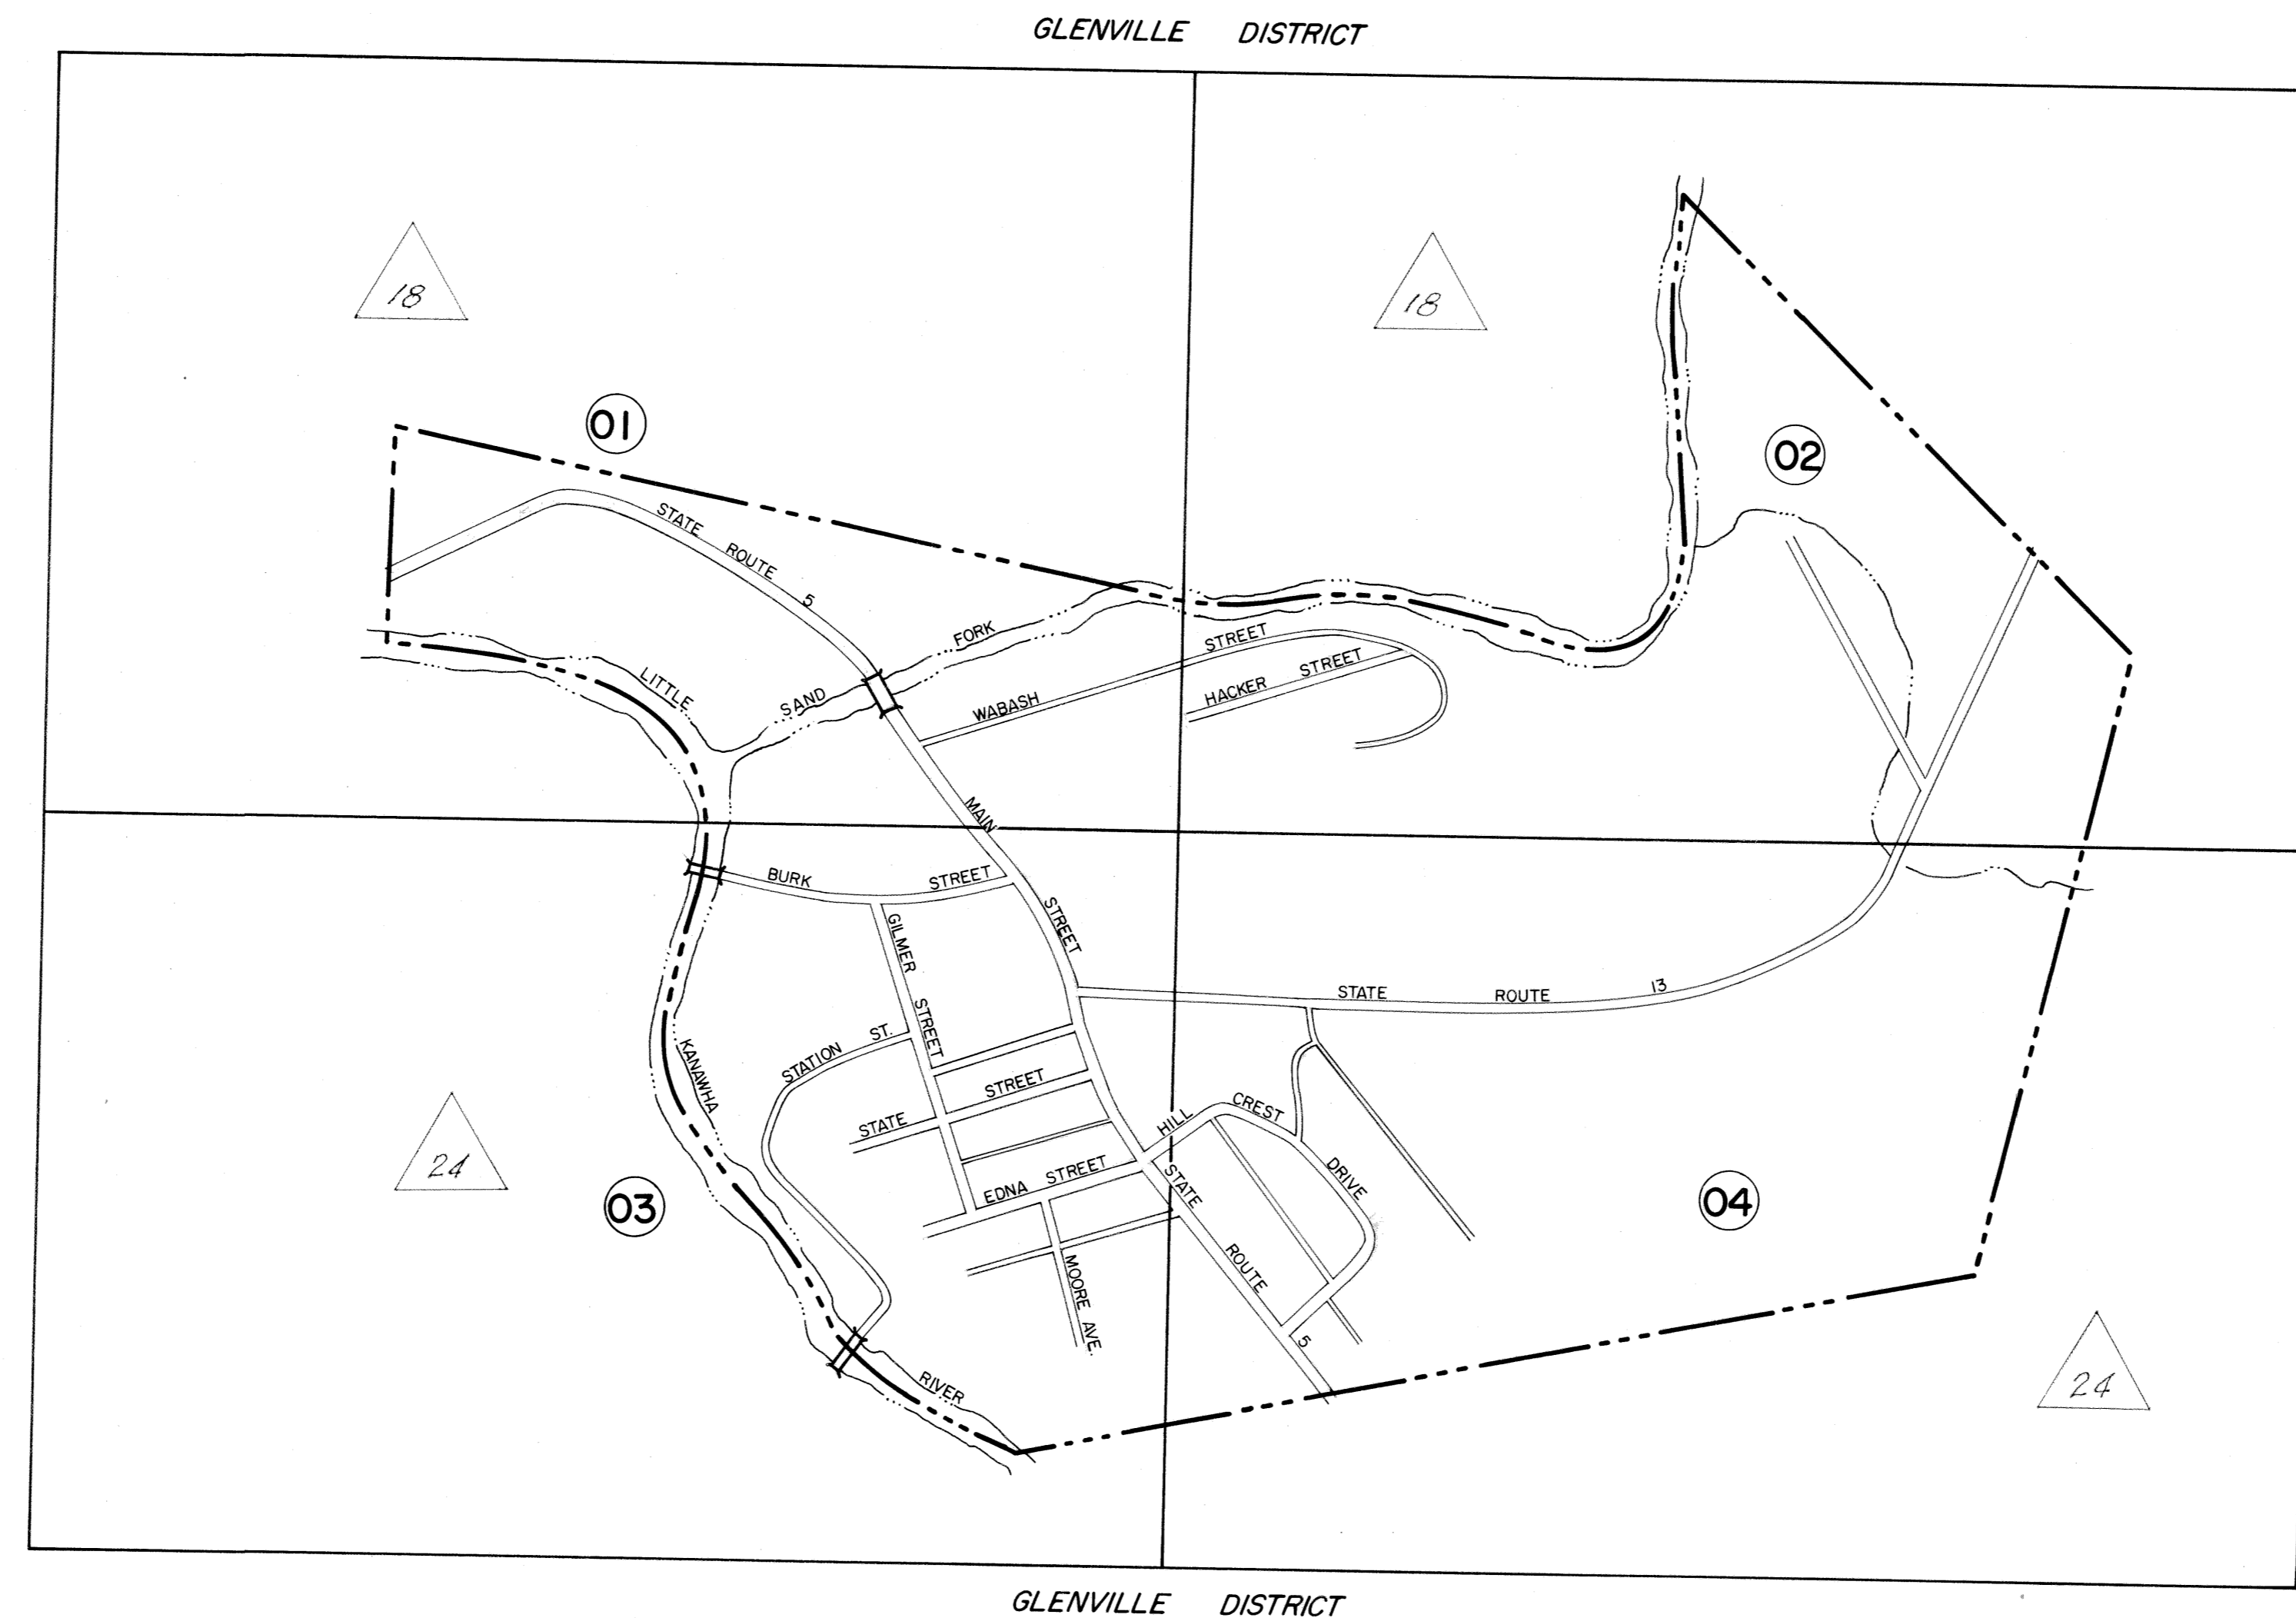 GLENVILLE DISTRICT
18
18
01
02
STATE ROUTE 5
LITTLE
SAND FORK
WABASH STREET
HACKER STREET
MAIN STREET
BURK STREET
GILMER STREET
STATION ST.
STATE ROUTE 13
KANAWHA
STATE STREET
HILL CREST DRIVE
EDNA STREET
24
03
04
STATE ROUTE 5
MOORE AVE.
RIVER
24
GLENVILLE DISTRICT